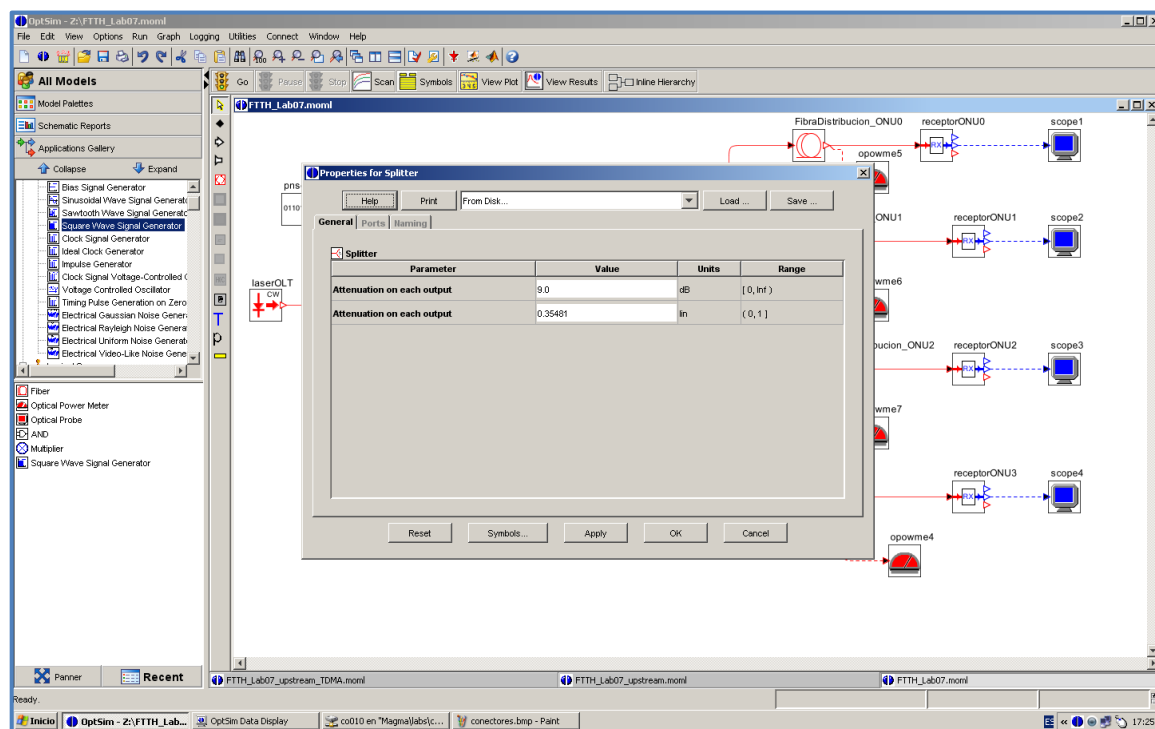 OptSim - Z:\FTTH_Lab07.moml
File Edit View Options Run Graph Logging Utilities Connect Window Help
All Models
Model Palettes
Schematic Reports
Applications Gallery
Collapse Expand
Bias Signal Generator
Sinusoidal Wave Signal Generato
Sawtooth Wave Signal Generato
Square Wave Signal Generator
Clock Signal Generator
Ideal Clock Generator
Impulse Generator
Clock Signal Voltage-Controlled
Voltage Controlled Oscillator
Timing Pulse Generation on Zero
Electrical Gaussian Noise Gener
Electrical Rayleigh Noise Genera
Electrical Uniform Noise Generat
Electrical Video-Like Noise Gene
Fiber
Optical Power Meter
Optical Probe
AND
Multiplier
Square Wave Signal Generator
Panner Recent
Go Pause Stop Scan Symbols View Plot View Results Inline Hierarchy
FTTH_Lab07.moml
FibraDistribucion_ONU0 receptorONU0 scope1
RX
opowme5
pns
0110
laserOLT
CW
ONU1 receptorONU1 scope2
RX
wme6
bucion_ONU2 receptorONU2 scope3
RX
wme7
receptorONU3 scope4
RX
opowme4
Properties for Splitter
Help Print From Disk... Load ... Save ...
General Ports Naming
Splitter
Parameter Value Units Range
Attenuation on each output 9.0 dB [ 0, Inf )
Attenuation on each output 0.35481 lin ( 0, 1 ]
Reset Symbols... Apply OK Cancel
FTTH_Lab07_upstream_TDMA.moml FTTH_Lab07_upstream.moml FTTH_Lab07.moml
Ready.
Inicio OptSim - Z:\FTTH_Lab... OptSim Data Display co010 en "Magma\labs\c... conectores.bmp - Paint ES « 17:25